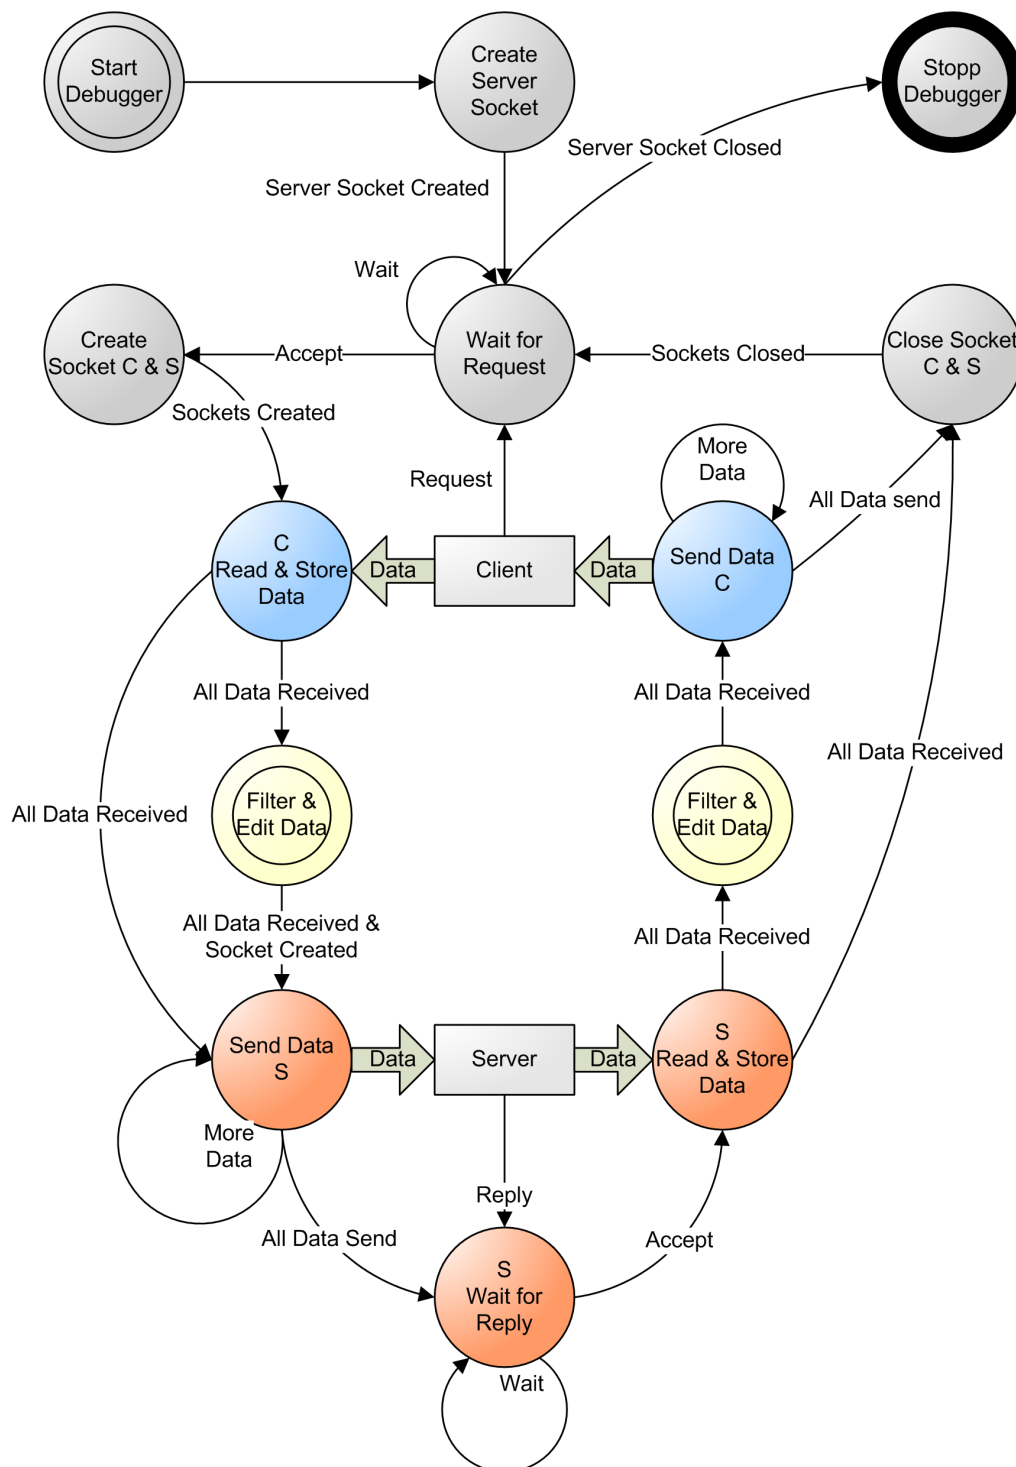 Start
Debugger
Create
Server
Socket
Stopp
Debugger
Server Socket Closed
Server Socket Created
Wait
Create
Socket C & S
Accept
Wait for
Request
Sockets Closed
Close Socket
C & S
Sockets Created
Request
More
Data
All Data send
C
Read & Store
Data
Data
Client
Data
Send Data
C
All Data Received
All Data Received
All Data Received
All Data Received
Filter &
Edit Data
Filter &
Edit Data
All Data Received &
Socket Created
All Data Received
Send Data
S
Data
Server
Data
S
Read & Store
Data
More
Data
Reply
All Data Send
Accept
S
Wait for
Reply
Wait